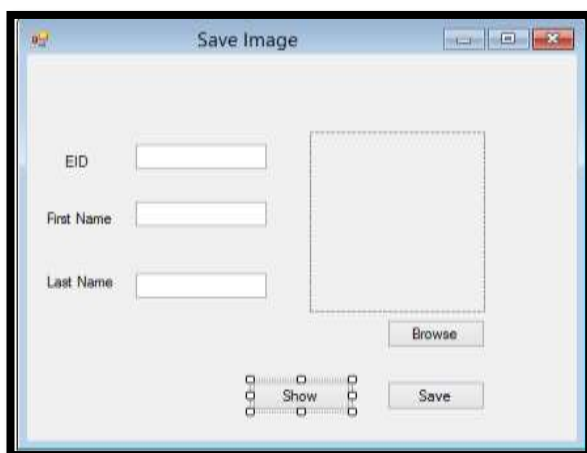 Save Image
EID
First Name
Last Name
Browse
Show
Save